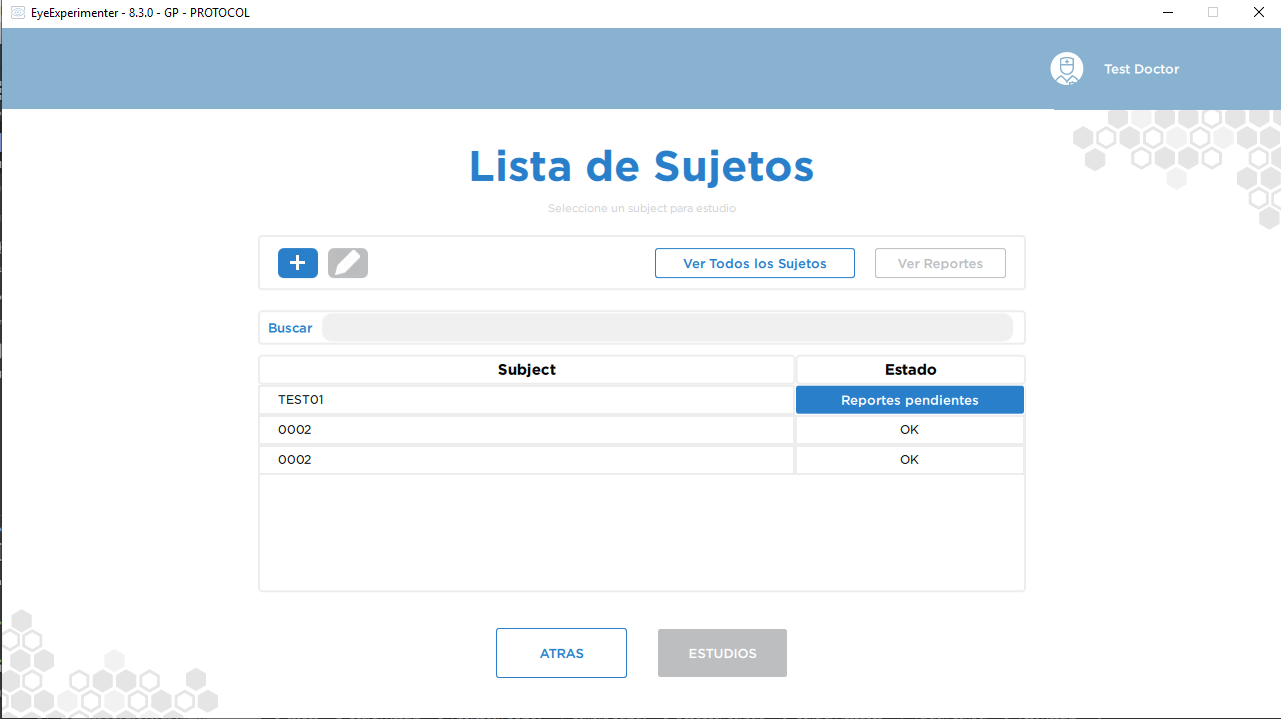 EyeExperimenter - 8.3.0 - GP - PROTOCOL
Test Doctor
Lista de Sujetos
Seleccione un subject para estudio
Ver Todos los Sujetos Ver Reportes
Buscar
Subject Estado
TEST01 Reportes pendientes
0002 OK
0002 OK
ATRAS ESTUDIOS